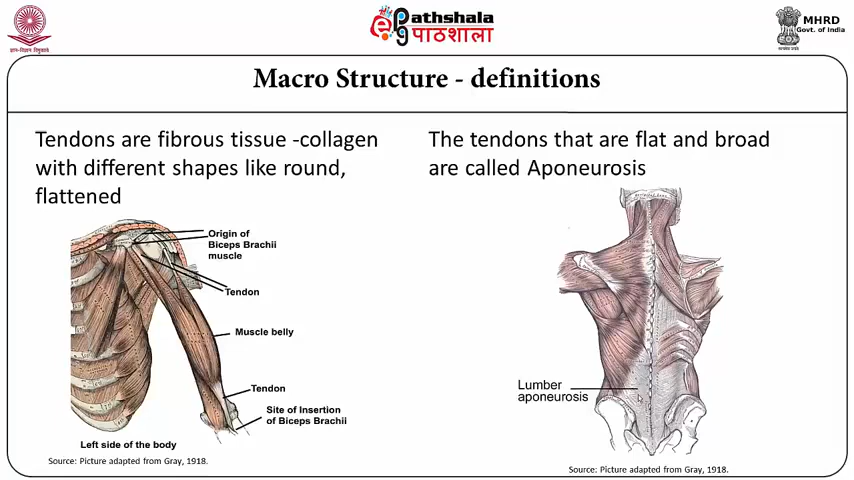 ePathshala
पाठशाला
MHRD
Govt. of India
Macro Structure - definitions
Tendons are fibrous tissue -collagen
with different shapes like round,
flattened
Origin of
Biceps Brachii
muscle
Tendon
Muscle belly
Tendon
Site of Insertion
of Biceps Brachii
Left side of the body
Source: Picture adapted from Gray, 1918.
The tendons that are flat and broad
are called Aponeurosis
Lumber
aponeurosis
Source: Picture adapted from Gray, 1918.